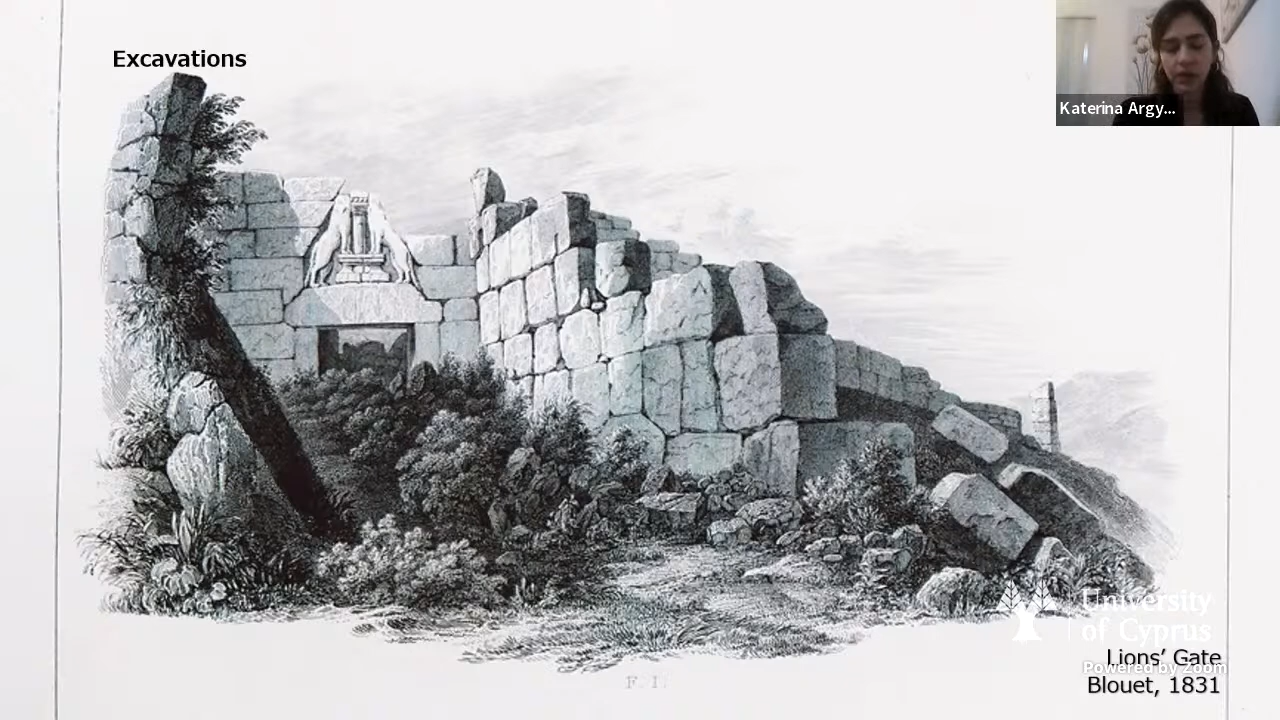 Excavations
Katerina Argy...
University
of Cyprus
Lions’ Gate
Powered by Zoom
Blouet, 1831
F. I.